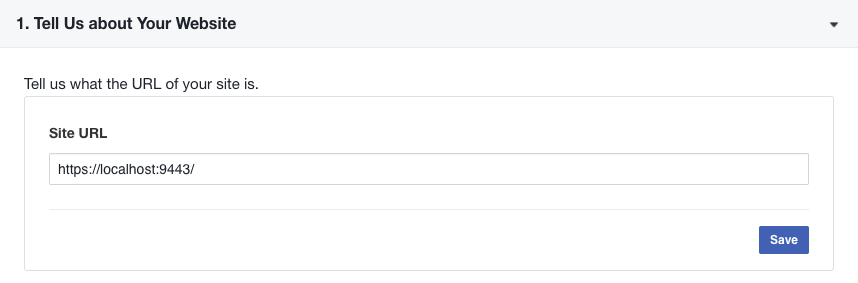 1. Tell Us about Your Website
Tell us what the URL of your site is.
Site URL
https://localhost:9443/
Save